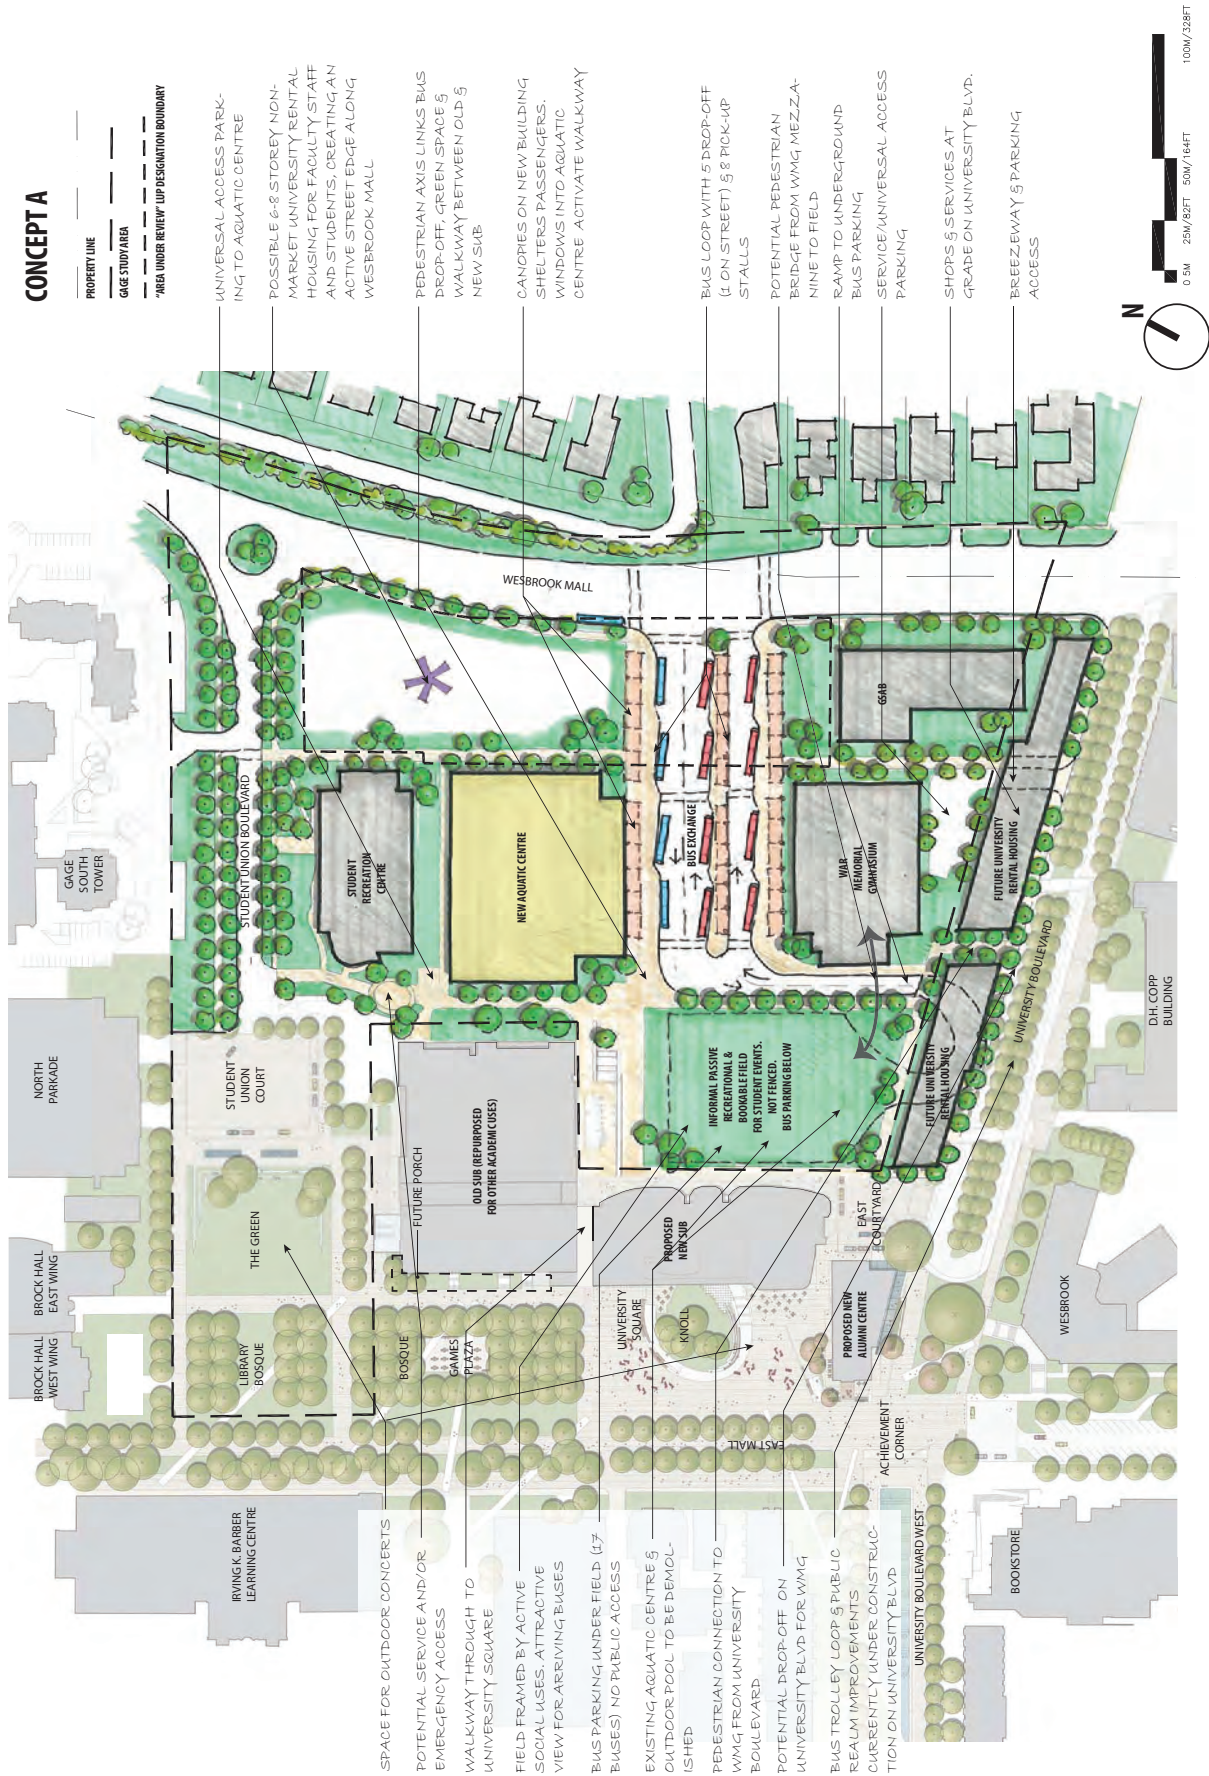 CONCEPT A
PROPERTY LINE
GAGE STUDY AREA
"AREA UNDER REVIEW" LUP DESIGNATION BOUNDARY
UNIVERSAL ACCESS PARK-
ING TO AQUATIC CENTRE
POSSIBLE 6-8 STOREY NON-
MARKET UNIVERSITY RENTAL
HOUSING FOR FACULTY STAFF
AND STUDENTS, CREATING AN
ACTIVE STREET EDGE ALONG
WESBROOK MALL
PEDESTRIAN AXIS LINKS BUS
DROP-OFF, GREEN SPACE &
WALKWAY BETWEEN OLD &
NEW SUB
CANOPIES ON NEW BUILDING
SHELTERS PASSENGERS.
WINDOWS INTO AQUATIC
CENTRE ACTIVATE WALKWAY
BUS LOOP WITH 5 DROP-OFF
(1 ON STREET) & 8 PICK-UP
STALLS
POTENTIAL PEDESTRIAN
BRIDGE FROM WMG MEZZA-
NINE TO FIELD
RAMP TO UNDERGROUND
BUS PARKING
SERVICE/UNIVERSAL ACCESS
PARKING
SHOPS & SERVICES AT
GRADE ON UNIVERSITY BLVD.
BREEZEWAY & PARKING
ACCESS
N
0 5M 25M/82FT 50M/164FT 100M/328FT
WESBROOK MALL
GAGE
SOUTH
TOWER
STUDENT UNION BOULEVARD
STUDENT
RECREATION
CENTRE
NEW AQUATIC CENTRE
BUS EXCHANGE
WAR
MEMORIAL
GYMNASIUM
GSAB
FUTURE UNIVERSITY
RENTAL HOUSING
FUTURE UNIVERSITY
RENTAL HOUSING
UNIVERSITY BOULEVARD
D.H. COPP
BUILDING
NORTH
PARKADE
STUDENT
UNION
COURT
INFORMAL PASSIVE
RECREATIONAL &
BOOKABLE FIELD
FOR STUDENT EVENTS.
NOT FENCED.
BUS PARKING BELOW
OLD SUB (REPURPOSED
FOR OTHER ACADEMIC USES)
FUTURE PORCH
THE GREEN
PROPOSED
NEW SUB
EAST
COURTYARD
BROCK HALL
EAST WING
BROCK HALL
WEST WING
LIBRARY
BOSQUE
BOSQUE
GAMES
PLAZA
UNIVERSITY
SQUARE
KNOLL
PROPOSED NEW
ALUMNI CENTRE
WESBROOK
EAST MALL
ACHIEVEMENT
CORNER
IRVING K. BARBER
LEARNING CENTRE
UNIVERSITY BOULEVARD WEST
BOOKSTORE
SPACE FOR OUTDOOR CONCERTS
POTENTIAL SERVICE AND/OR
EMERGENCY ACCESS
WALKWAY THROUGH TO
UNIVERSITY SQUARE
FIELD FRAMED BY ACTIVE
SOCIAL USES. ATTRACTIVE
VIEW FOR ARRIVING BUSES
BUS PARKING UNDER FIELD (17
BUSES) NO PUBLIC ACCESS
EXISTING AQUATIC CENTRE &
OUTDOOR POOL TO BE DEMOL-
ISHED
PEDESTRIAN CONNECTION TO
WMG FROM UNIVERSITY
BOULEVARD
POTENTIAL DROP-OFF ON
UNIVERSITY BLVD FOR WMG
BUS TROLLEY LOOP & PUBLIC
REALM IMPROVEMENTS
CURRENTLY UNDER CONSTRUC-
TION ON UNIVERSITY BLVD